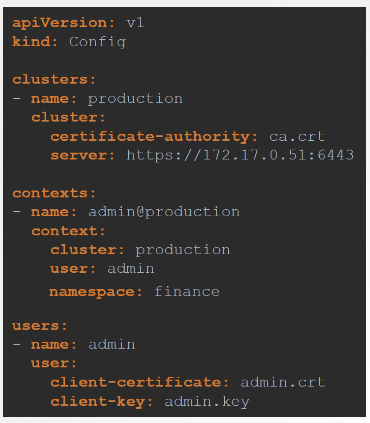 apiVersion: v1
kind: Config
clusters:
- name: production
cluster:
certificate-authority: ca.crt
server: https://172.17.0.51:6443
contexts:
- name: admin@production
context:
cluster: production
user: admin
namespace: finance
users:
- name: admin
user:
client-certificate: admin.crt
client-key: admin.key